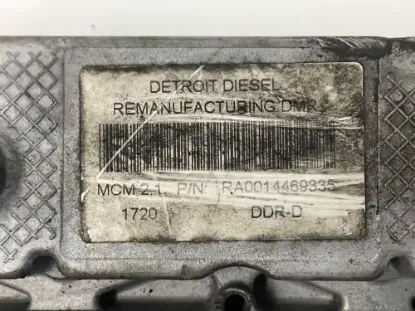 DETROIT DIESEL
REMANUFACTURING DMR
MCM 2.1 P/N: RA0014469335
1720 DDR-D